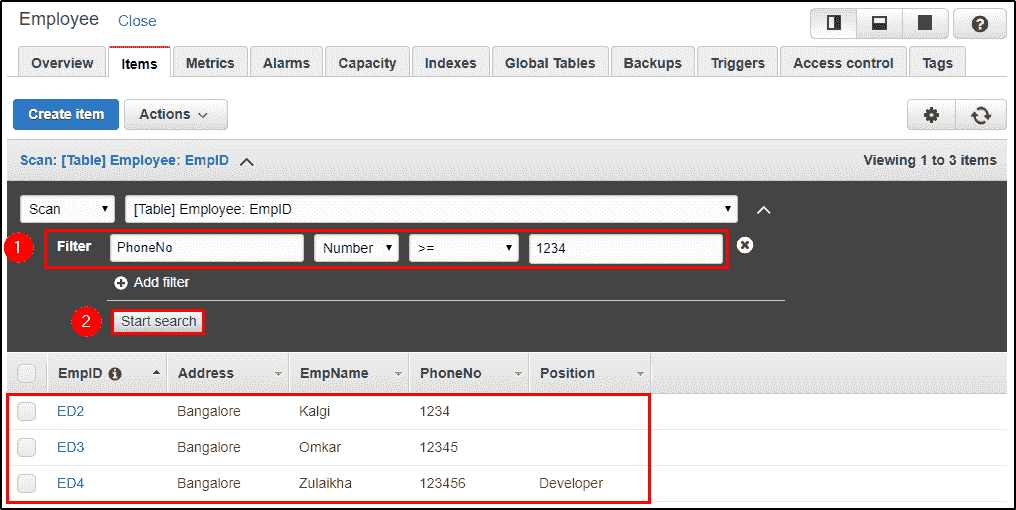 Employee Close
Overview Items Metrics Alarms Capacity Indexes Global Tables Backups Triggers Access control Tags
Create item Actions
Scan: [Table] Employee: EmpID Viewing 1 to 3 items
Scan [Table] Employee: EmpID
1 Filter PhoneNo Number >= 1234
Add filter
2 Start search
EmpID Address EmpName PhoneNo Position
ED2 Bangalore Kalgi 1234
ED3 Bangalore Omkar 12345
ED4 Bangalore Zulaikha 123456 Developer